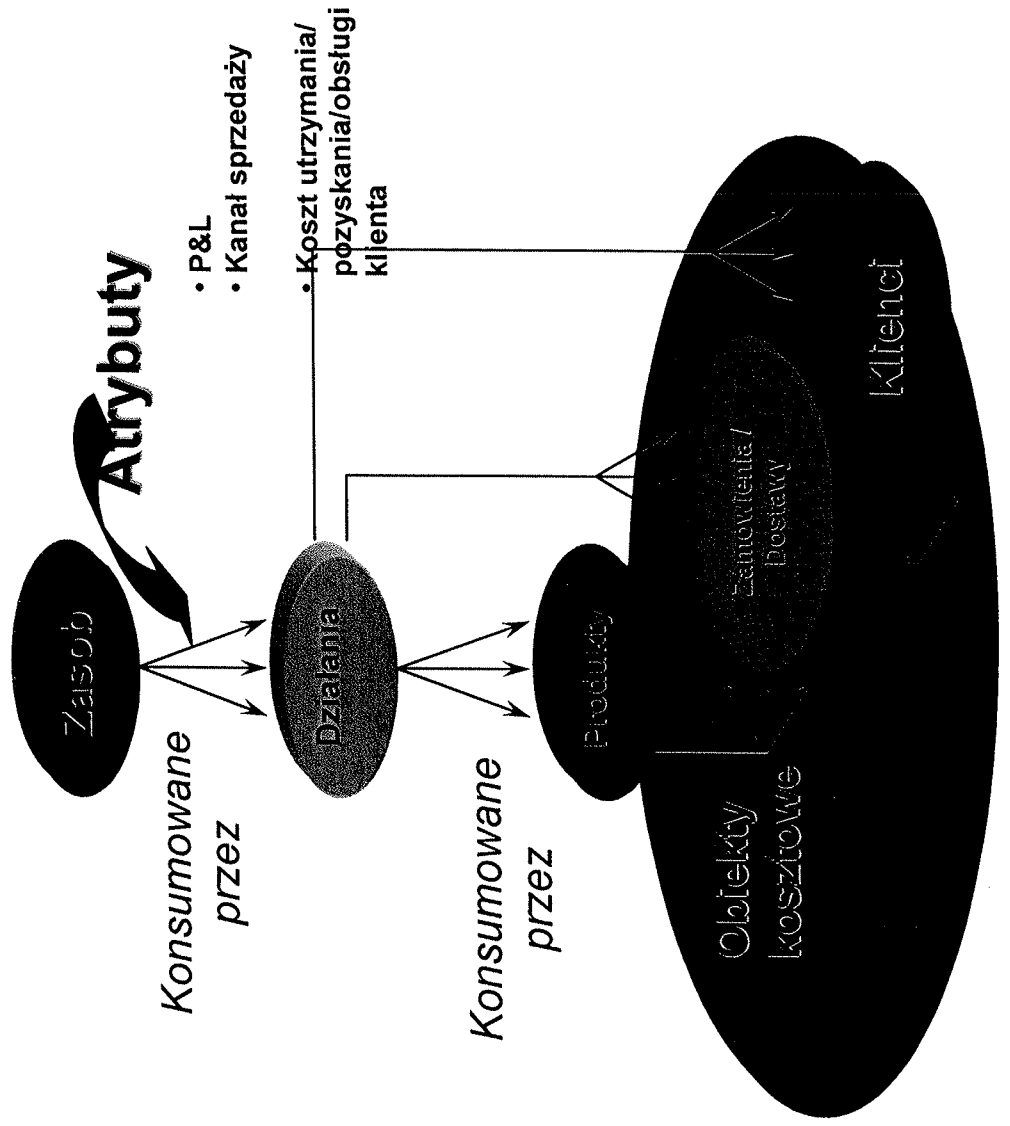 Zasob
Atrybuty
• P&L
• Kanał sprzedaży
• Koszt utrzymania/
pozyskania/obsługi
klienta
Konsumowane
przez
Działania
Konsumowane
przez
Produkty
Obiekty
kosztowe
Zamówienia /
Dostawy
Klienci